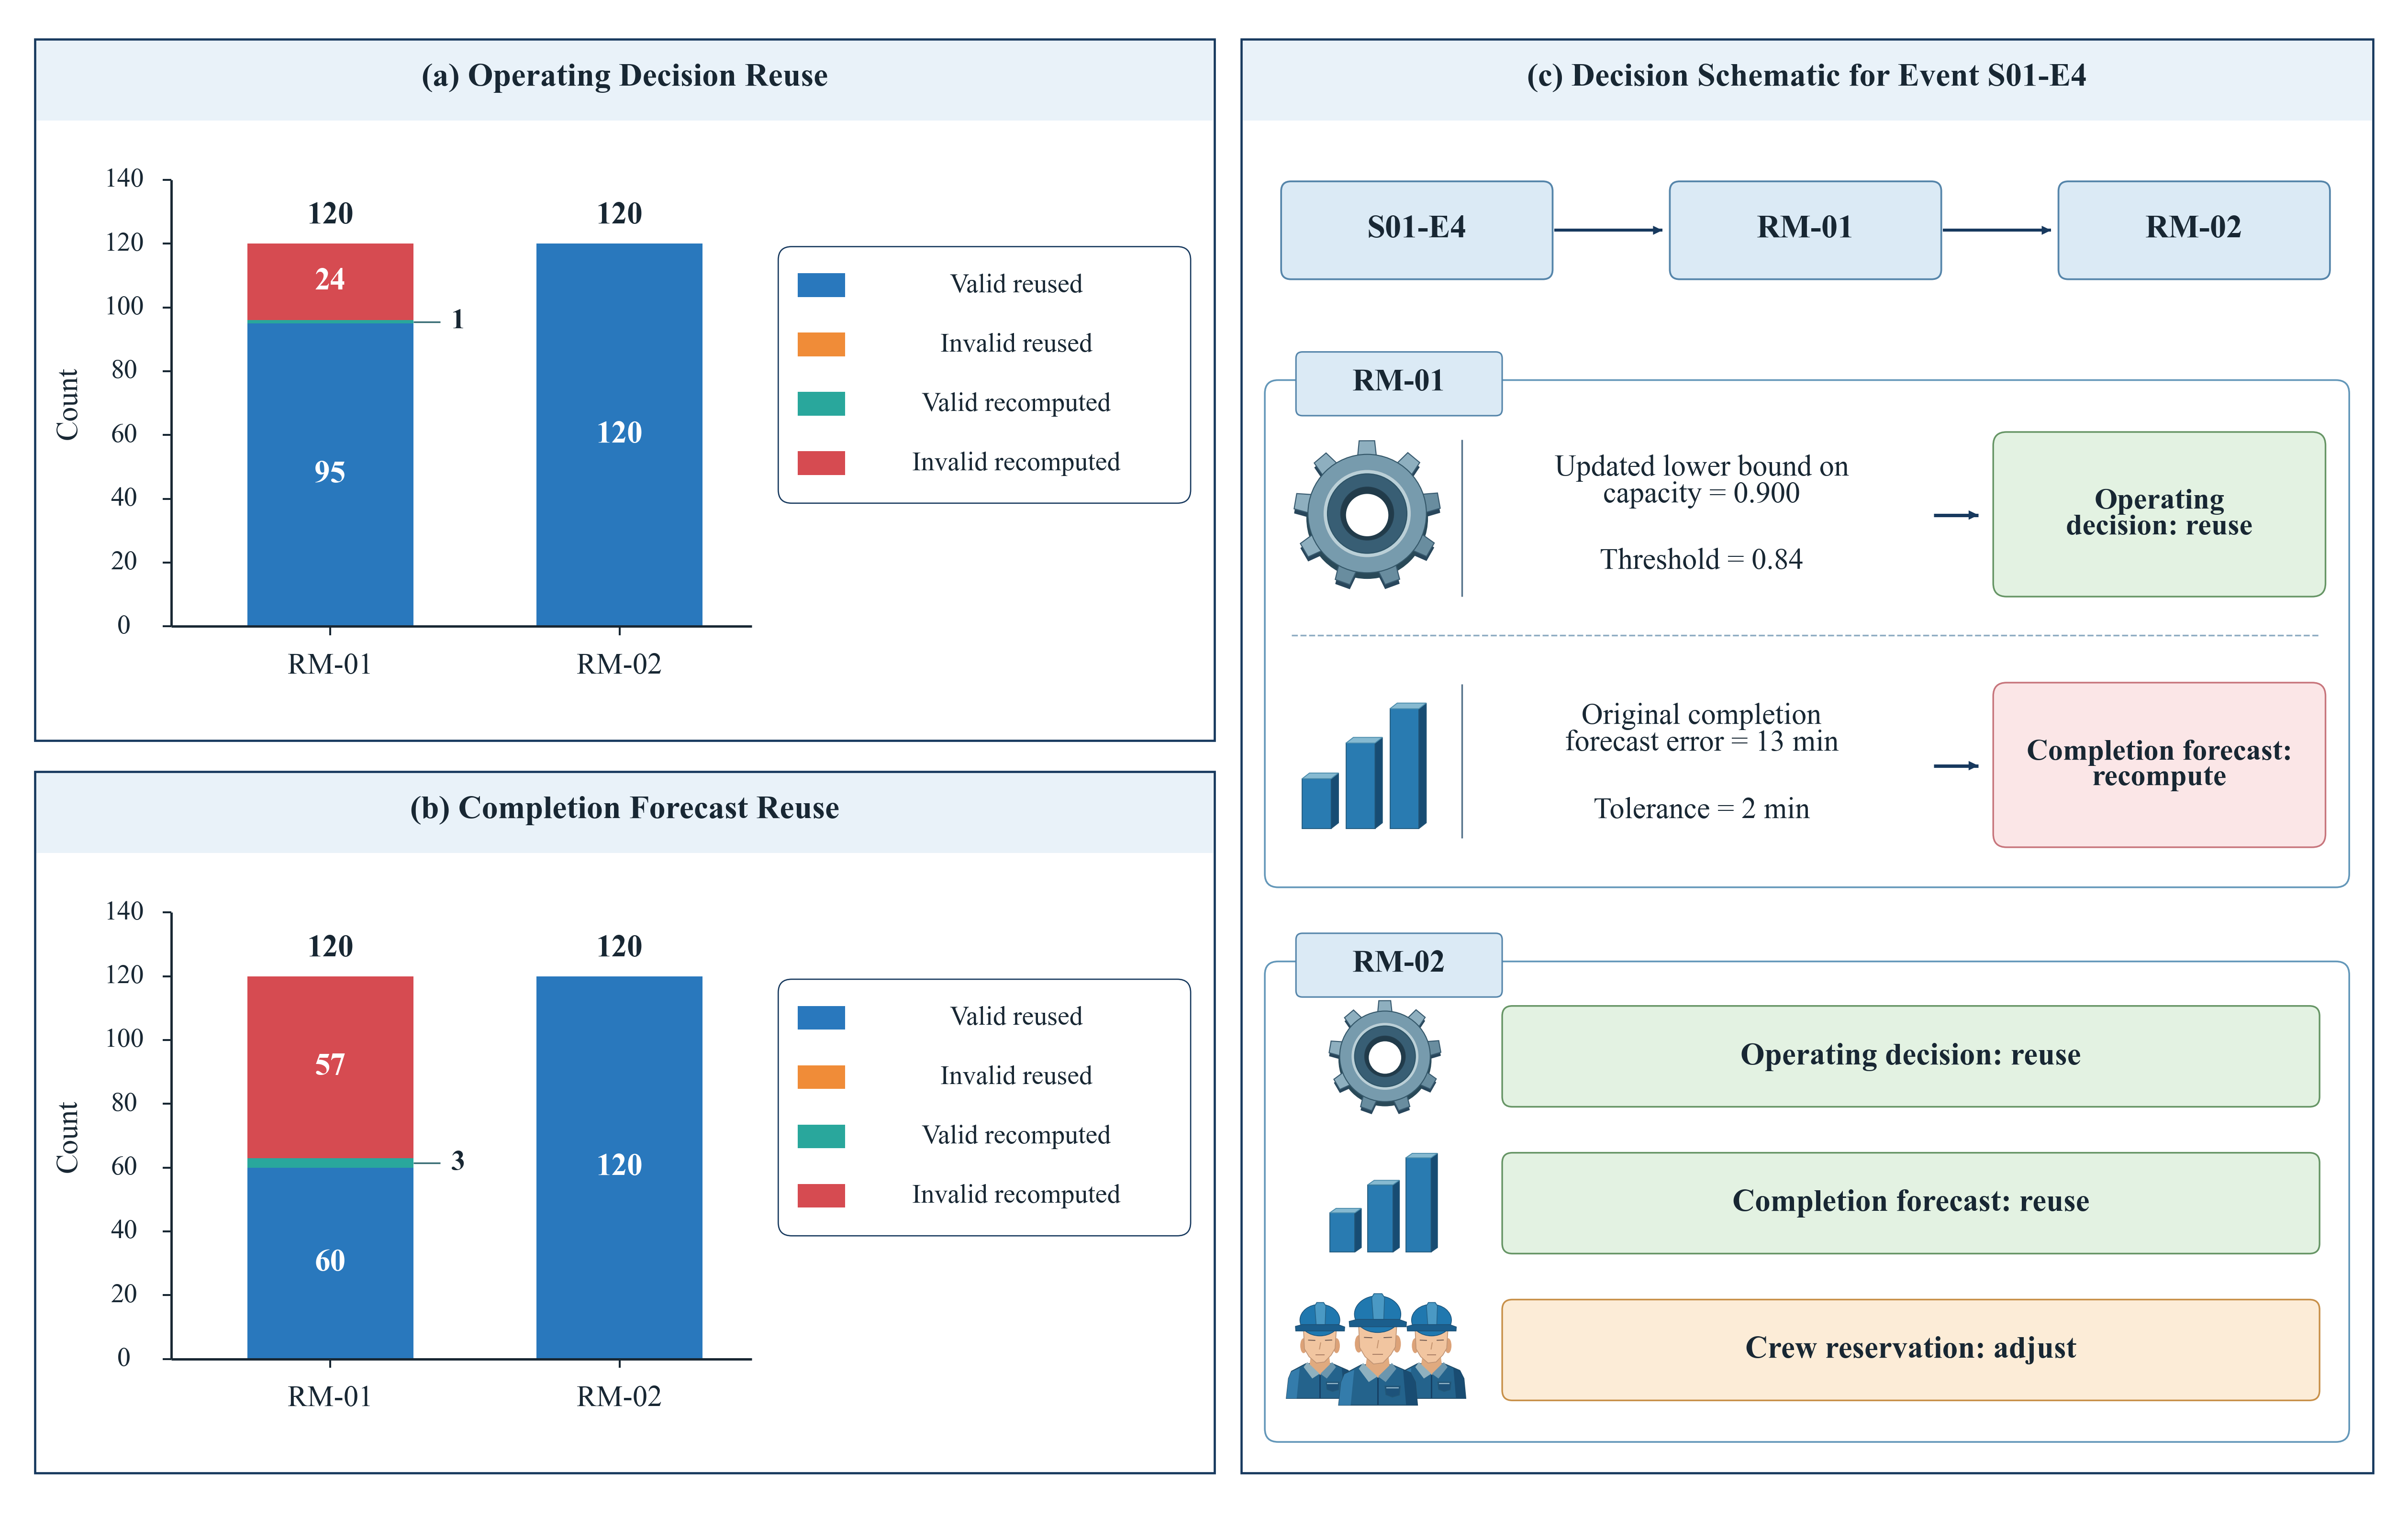 (a) Operating Decision Reuse
140
120
100
80
60
40
20
0
Count
120
24
1
95
120
120
RM-01
RM-02
Valid reused
Invalid reused
Valid recomputed
Invalid recomputed
(b) Completion Forecast Reuse
140
120
100
80
60
40
20
0
Count
120
57
3
60
120
120
RM-01
RM-02
Valid reused
Invalid reused
Valid recomputed
Invalid recomputed
(c) Decision Schematic for Event S01-E4
S01-E4
RM-01
RM-02
RM-01
Updated lower bound on
capacity = 0.900
Threshold = 0.84
Operating
decision: reuse
Original completion
forecast error = 13 min
Tolerance = 2 min
Completion forecast:
recompute
RM-02
Operating decision: reuse
Completion forecast: reuse
Crew reservation: adjust